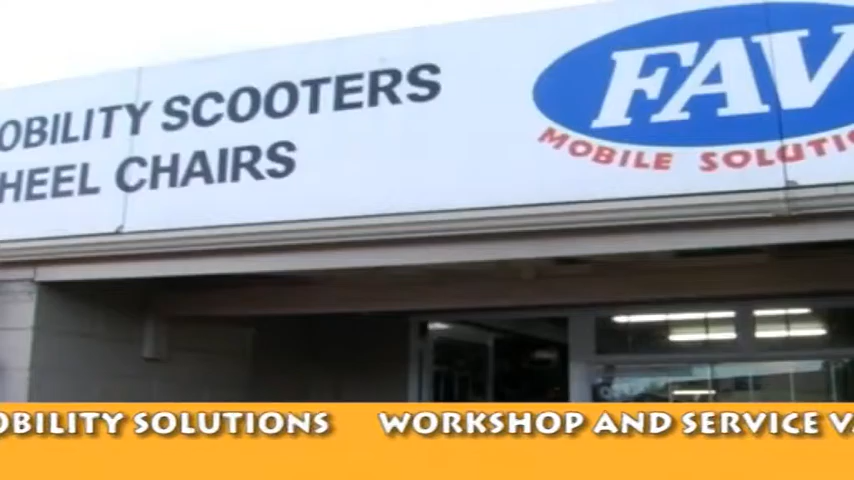 OBILITY SCOOTERS
HEEL CHAIRS
FAV
MOBILE SOLUTI
OBILITY SOLUTIONS WORKSHOP AND SERVICE V